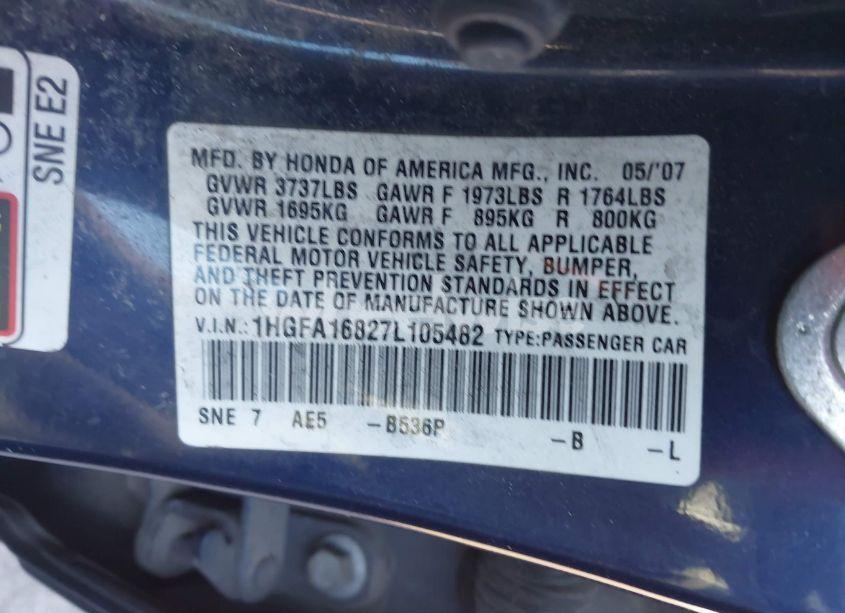 SNE E2
MFD. BY HONDA OF AMERICA MFG., INC. 05/'07
GVWR 3737LBS GAWR F 1973LBS R 1764LBS
GVWR 1695KG GAWR F 895KG R 800KG
THIS VEHICLE CONFORMS TO ALL APPLICABLE
FEDERAL MOTOR VEHICLE SAFETY, BUMPER,
AND THEFT PREVENTION STANDARDS IN EFFECT
ON THE DATE OF MANUFACTURE SHOWN ABOVE.
V.I.N.: 1HGFA16827L105482 TYPE:PASSENGER CAR
SNE 7 AE5 -B536P -B -L